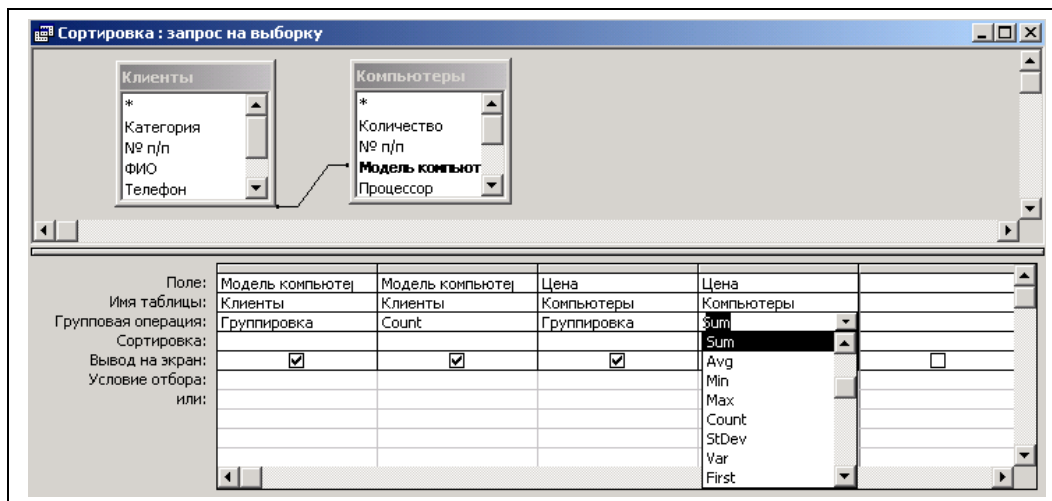 Сортировка : запрос на выборку
Клиенты
*
Категория
№ п/п
ФИО
Телефон
Компьютеры
*
Количество
№ п/п
Модель компьют
Процессор
Поле: Модель компьютеј Модель компьютеј Цена Цена
Имя таблицы: Клиенты Клиенты Компьютеры Компьютеры
Групповая операция: Группировка Count Группировка Sum
Сортировка:
Вывод на экран:
Условие отбора:
или:
Sum
Avg
Min
Max
Count
StDev
Var
First